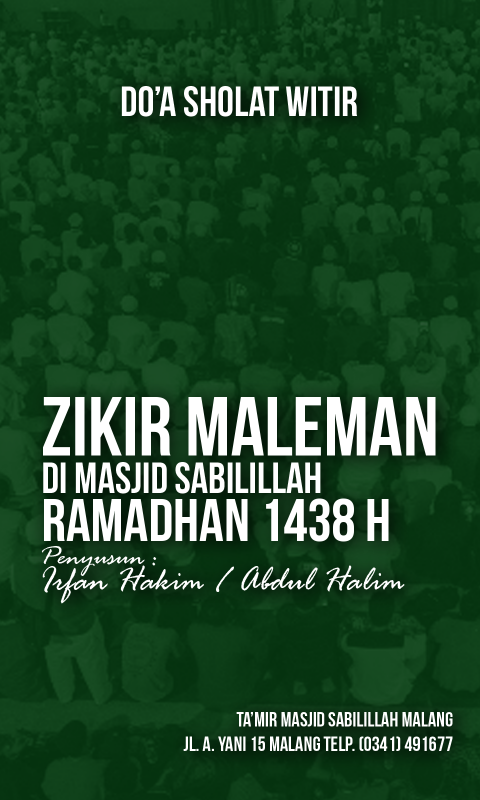 DO'A SHOLAT WITIR
ZIKIR MALEMAN
DI MASJID SABILILLAH
RAMADHAN 1438 H
Penyusun :
Irfan Hakim / Abdul Halim
TA'MIR MASJID SABILILLAH MALANG
JL. A. YANI 15 MALANG TELP. (0341) 491677